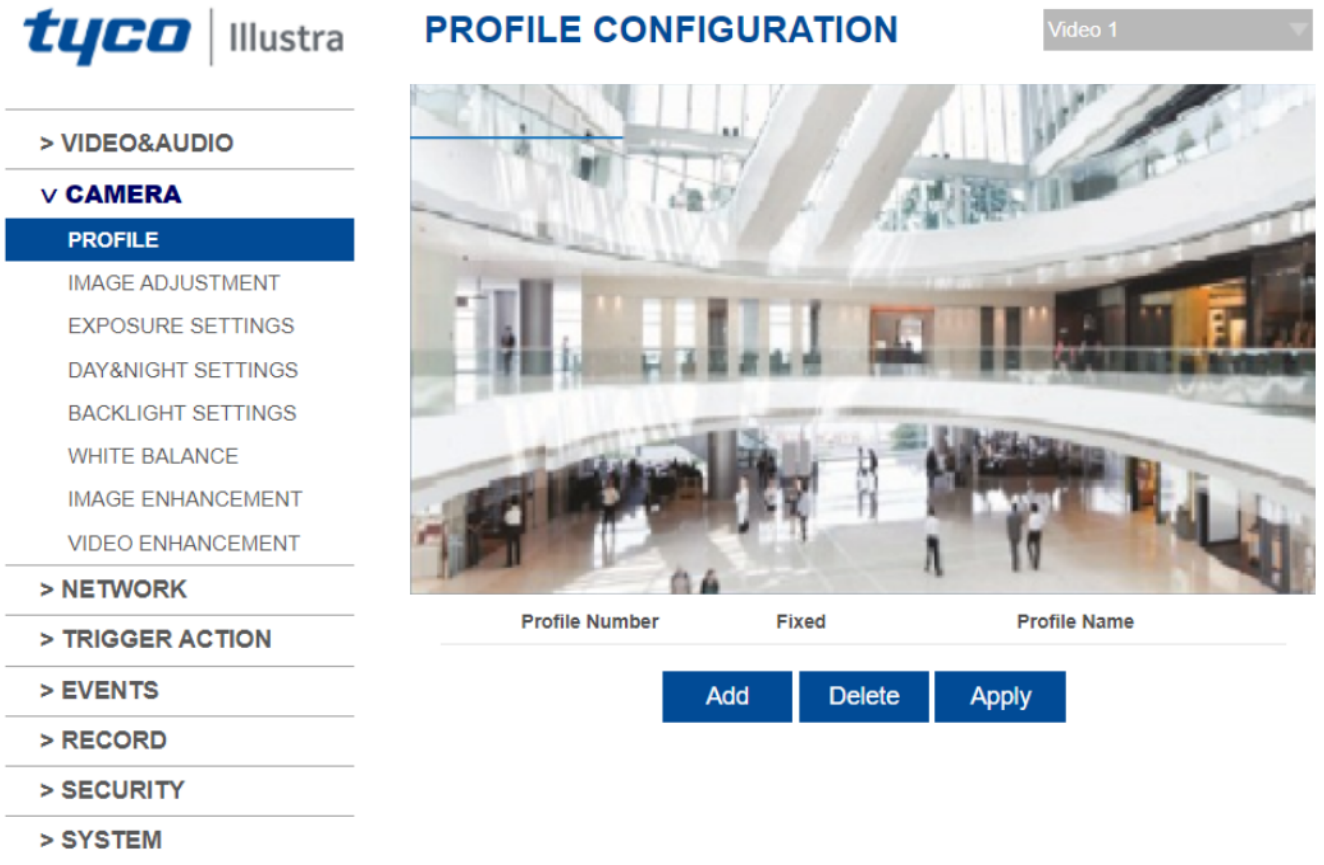 tyco | Illustra
PROFILE CONFIGURATION
Video 1
> VIDEO&AUDIO
v CAMERA
PROFILE
IMAGE ADJUSTMENT
EXPOSURE SETTINGS
DAY&NIGHT SETTINGS
BACKLIGHT SETTINGS
WHITE BALANCE
IMAGE ENHANCEMENT
VIDEO ENHANCEMENT
> NETWORK
> TRIGGER ACTION
> EVENTS
> RECORD
> SECURITY
> SYSTEM
Profile Number Fixed Profile Name
Add Delete Apply